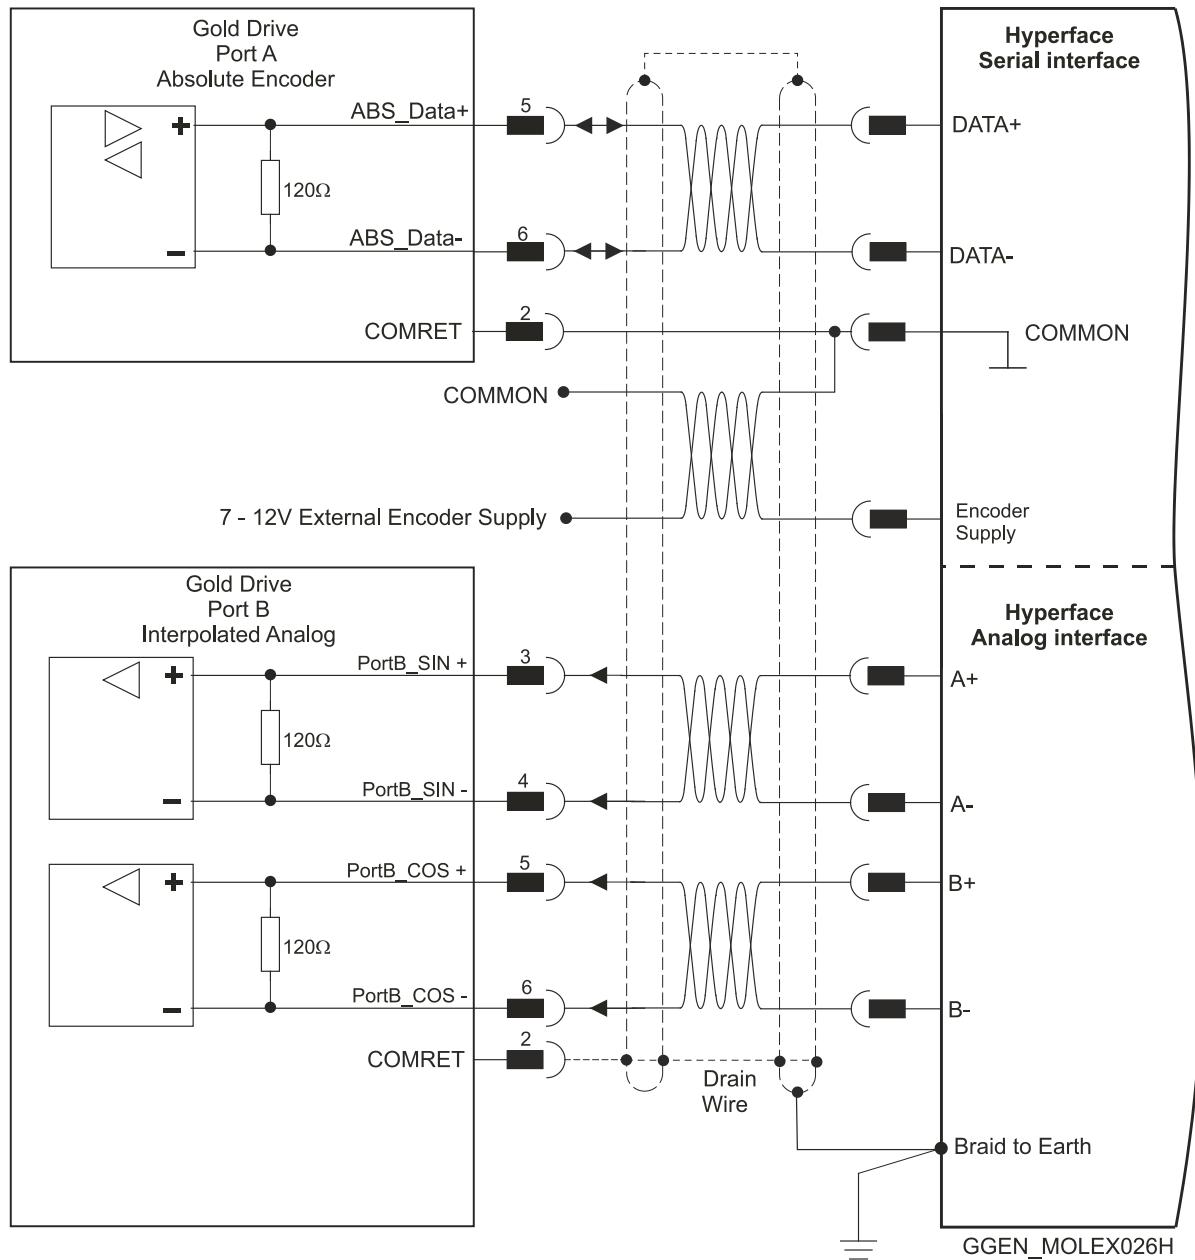 Gold Drive
Port A
Absolute Encoder
Hyperface
Serial interface
+
ABS_Data+
5
DATA+
120Ω
-
ABS_Data-
6
DATA-
COMRET
2
COMMON
COMMON
7 - 12V External Encoder Supply
Encoder
Supply
Gold Drive
Port B
Interpolated Analog
Hyperface
Analog interface
+
PortB_SIN +
3
A+
120Ω
-
PortB_SIN -
4
A-
+
PortB_COS +
5
B+
120Ω
-
PortB_COS -
6
B-
COMRET
2
Drain
Wire
Braid to Earth
GGEN_MOLEX026H